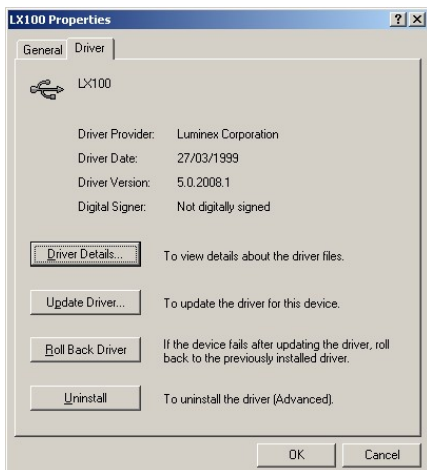 LX100 Properties
General Driver
LX100
Driver Provider: Luminex Corporation
Driver Date: 27/03/1999
Driver Version: 5.0.2008.1
Digital Signer: Not digitally signed
Driver Details... To view details about the driver files.
Update Driver... To update the driver for this device.
Roll Back Driver If the device fails after updating the driver, roll
back to the previously installed driver.
Uninstall To uninstall the driver (Advanced).
OK Cancel